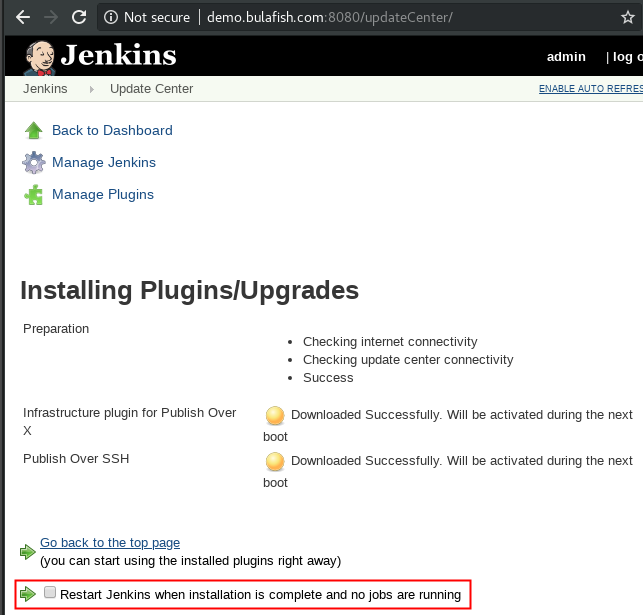 Not secure | demo.bulafish.com:8080/updateCenter/
Jenkins
admin | log o
Jenkins Update Center
ENABLE AUTO REFRES
Back to Dashboard
Manage Jenkins
Manage Plugins
Installing Plugins/Upgrades
Preparation
• Checking internet connectivity
• Checking update center connectivity
• Success
Infrastructure plugin for Publish Over
X
Downloaded Successfully. Will be activated during the next
boot
Publish Over SSH
Downloaded Successfully. Will be activated during the next
boot
Go back to the top page
(you can start using the installed plugins right away)
Restart Jenkins when installation is complete and no jobs are running